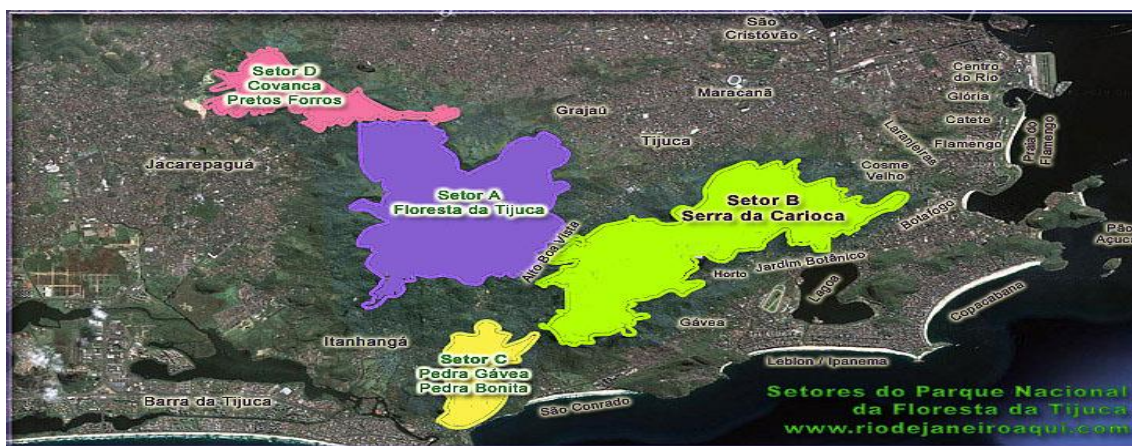 São
Cristóvão
Setor D
Covanca
Pretos Forros
Centro
do Rio
Maracanã
Glória
Grajaú
Catete
Tijuca
Laranjeiras
Flamengo
Praia do
Flamengo
Jacarepaguá
Cosme
Velho
Setor A
Floresta da Tijuca
Setor B
Serra da Carioca
Botafogo
Pão
Açuc
Alto Boa Vista
Jardim Botânico
Horto
Lagoa
Copacabana
Gávea
Itanhangá
Setor C
Pedra Gávea
Pedra Bonita
Leblon / Ipanema
Barra da Tijuca
São Conrado
Setores do Parque Nacional
da Floresta da Tijuca
www.riodejaneiroaqui.com